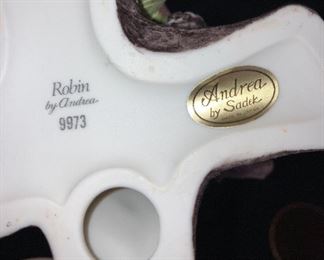 Robin
by Andrea
9973
Andrea
by Sadek